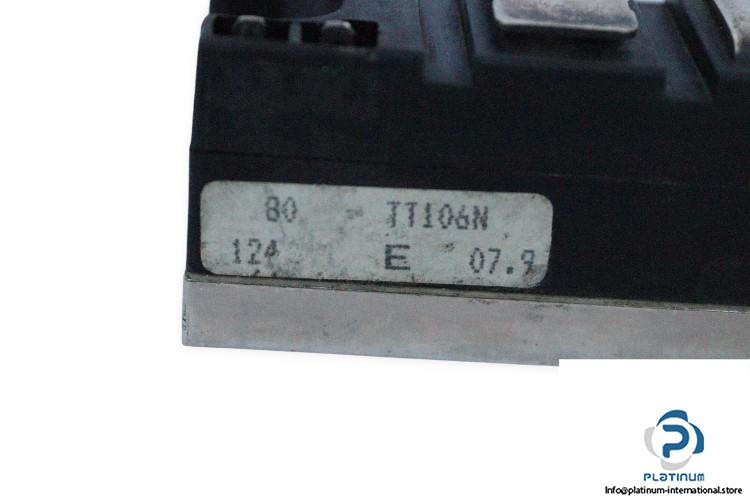 80 TT106N
124 E 07.9
PLATINUM
Info@platinum-international.store